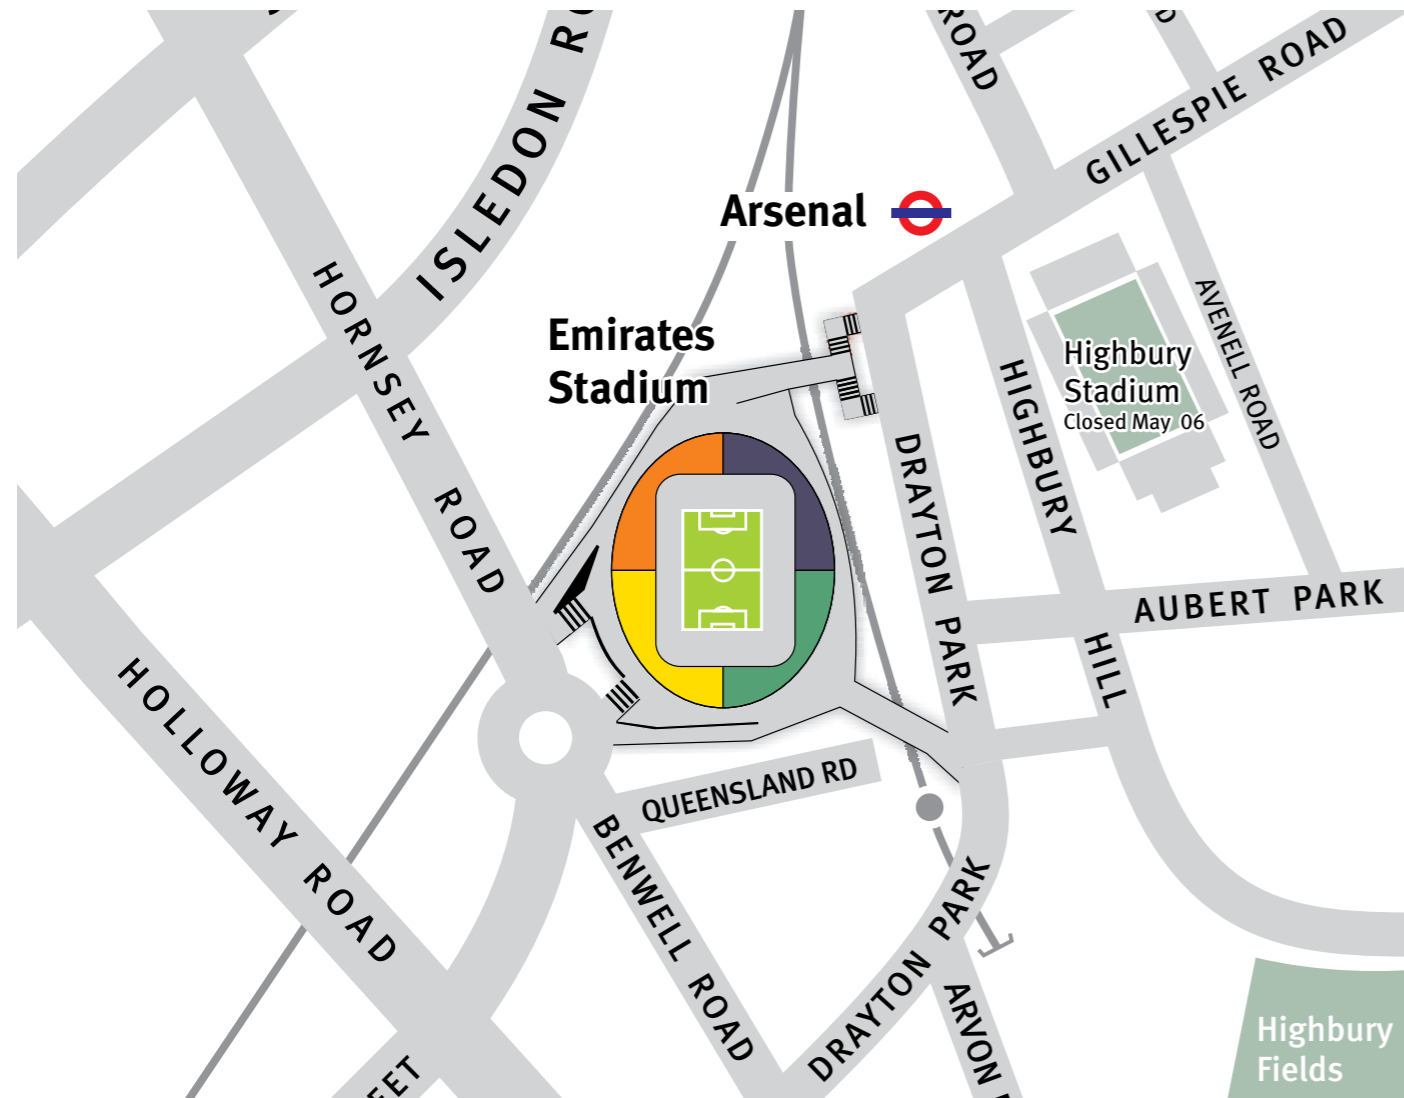 ISLEDON
ROAD
GILLESPIE ROAD
Arsenal
HORNSEY ROAD
Emirates
Stadium
AVENELL ROAD
Highbury
Stadium
Closed May 06
HIGHBURY HILL
DRAYTON PARK
AUBERT PARK
HOLLOWAY ROAD
QUEENSLAND RD
BENWELL ROAD
DRAYTON PARK
ARVON
Highbury
Fields
EET